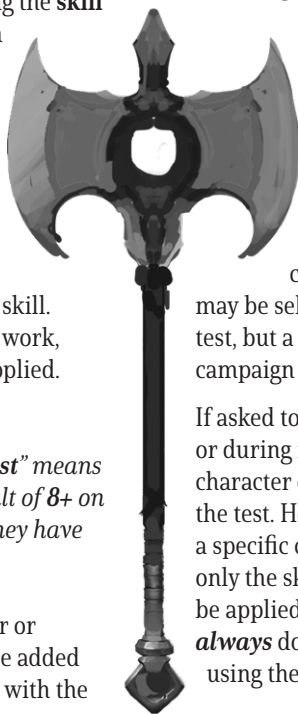 g the skill
skill.
work,
plied.
st” means
lt of 8+ on
hey have
r or
e added
with the
c
may be sel
test, but a
campaign
If asked to
or during
character
the test. H
a specific c
only the sk
be applied
always do
using the